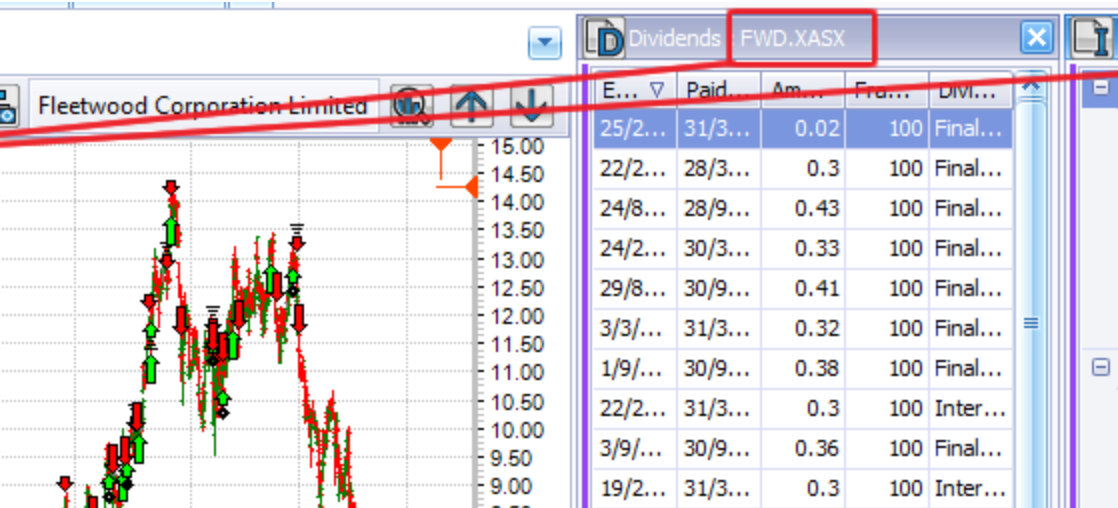 Dividends FWD.XASX
Fleetwood Corporation Limited
E... Paid... Am... Fra... Divi...
25/2... 31/3... 0.02 100 Final...
22/2... 28/3... 0.3 100 Final...
24/8... 28/9... 0.43 100 Final...
24/2... 30/3... 0.33 100 Final...
29/8... 30/9... 0.41 100 Final...
3/3/... 31/3... 0.32 100 Final...
1/9/... 30/9... 0.38 100 Final...
22/2... 31/3... 0.3 100 Inter...
3/9/... 30/9... 0.36 100 Final...
19/2... 31/3... 0.3 100 Inter...
15.00
14.50
14.00
13.50
13.00
12.50
12.00
11.50
11.00
10.50
10.00
9.50
9.00